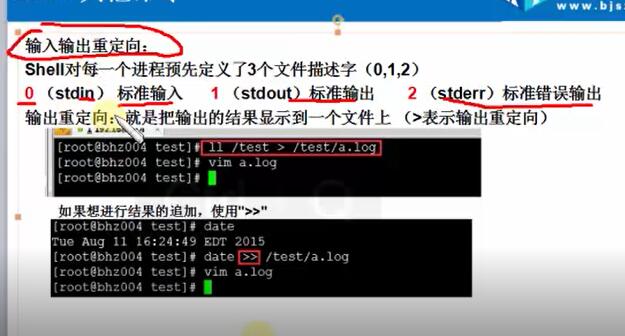 www.bjs
输入输出重定向：
Shell对每一个进程预先定义了3个文件描述字（0,1,2）
0 （stdin）标准输入 1 （stdout）标准输出 2 （stderr）标准错误输出
输出重定向：就是把输出的结果显示到一个文件上（>表示输出重定向）
[root@bhz004 test]# ll /test > /test/a.log
[root@bhz004 test]# vim a.log
[root@bhz004 test]#
如果想进行结果的追加，使用">>"
[root@bhz004 test]# date
Tue Aug 11 16:24:49 EDT 2015
[root@bhz004 test]# date >> /test/a.log
[root@bhz004 test]# vim a.log
[root@bhz004 test]#